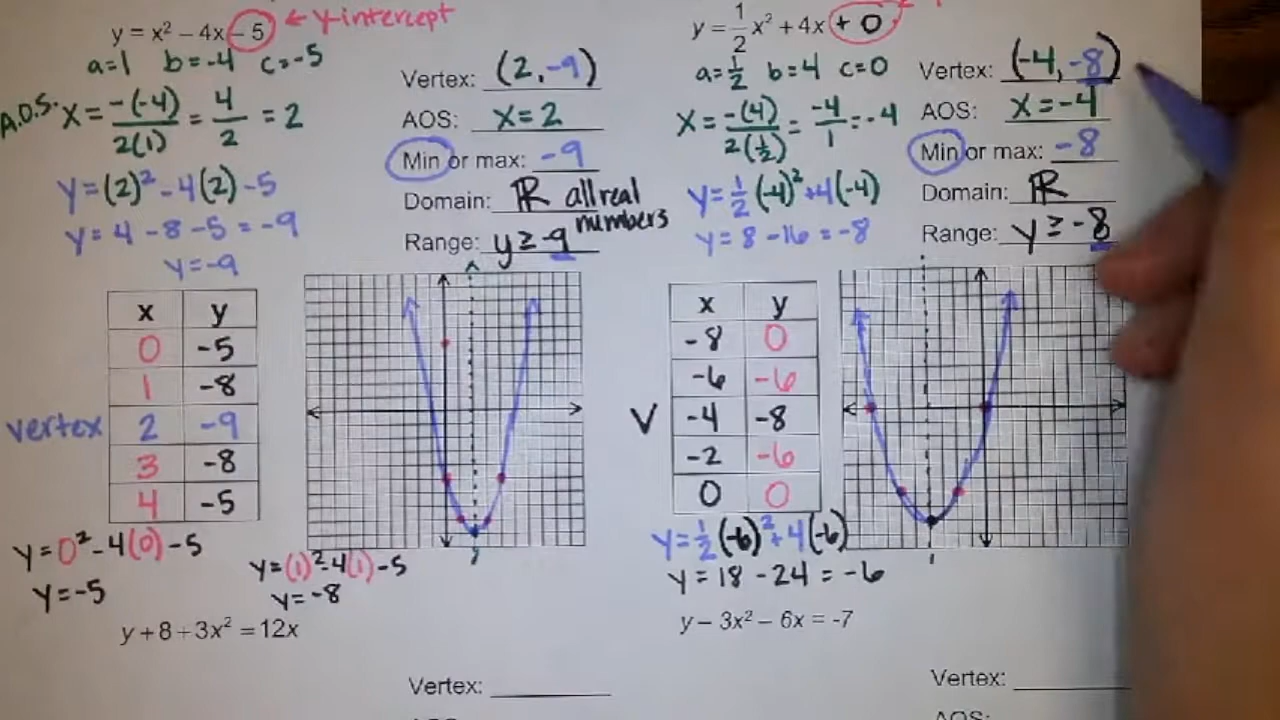 y = x² − 4x − 5 ← y-intercept
a=1 b=-4 c=-5
A.O.S. x = -(-4)/2(1) = 4/2 = 2
y=(2)²-4(2)-5
y=4-8-5=-9
y=-9
Vertex: (2,-9)
AOS: x=2
Min or max: -9
Domain: ℝ all real numbers
Range: y≥-9
x y
0 -5
1 -8
vertex 2 -9
3 -8
4 -5
y=0²-4(0)-5
y=-5
y=(1)²-4(1)-5
y=-8
y = 1/2 x² + 4x + 0
a=1/2 b=4 c=0
x = -(4)/2(1/2) = -4/1 = -4
y=1/2(-4)²+4(-4)
y=8-16=-8
Vertex: (-4,-8)
AOS: x=-4
Min or max: -8
Domain: ℝ
Range: y≥-8
x y
-8 0
-6 -6
V -4 -8
-2 -6
0 0
y=1/2(-6)²+4(-6)
y=18-24=-6
y + 8 + 3x² = 12x
Vertex:
y − 3x² − 6x = -7
Vertex: